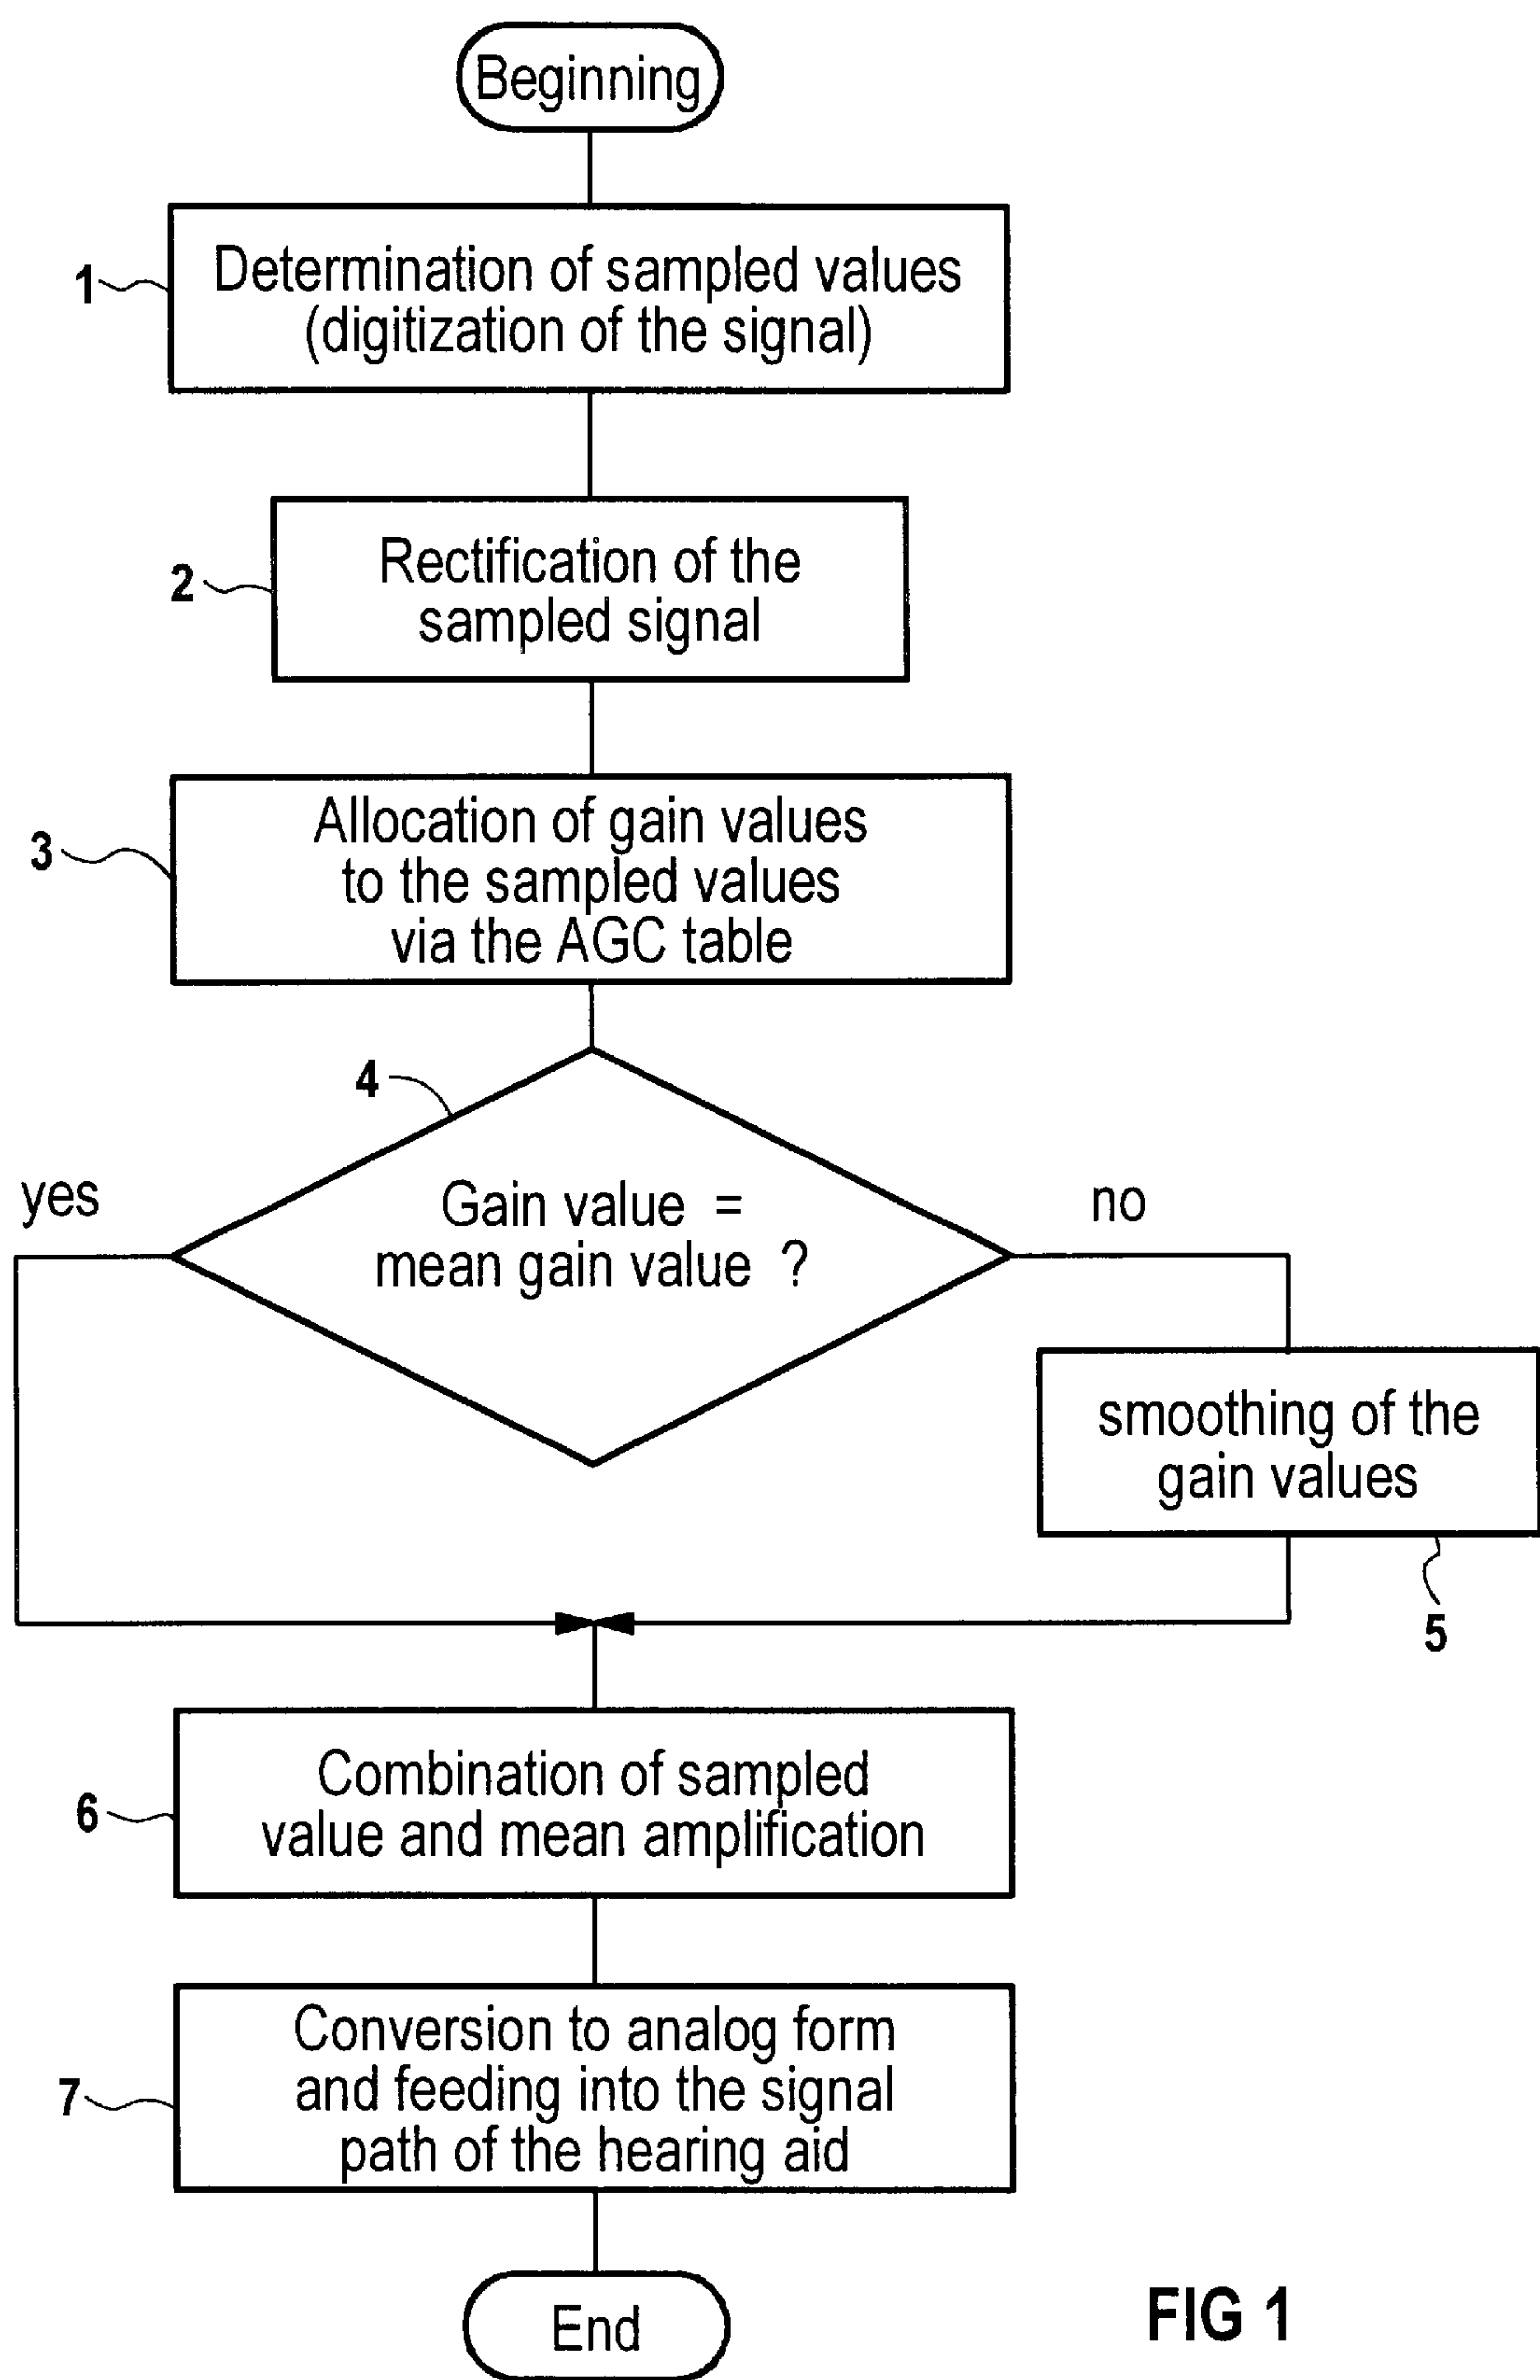 Beginning
1
Determination of sampled values
(digitization of the signal)
2
Rectification of the
sampled signal
3
Allocation of gain values
to the sampled values
via the AGC table
4
yes
Gain value =
mean gain value ?
no
smoothing of the
gain values
5
6
Combination of sampled
value and mean amplification
7
Conversion to analog form
and feeding into the signal
path of the hearing aid
End
FIG 1